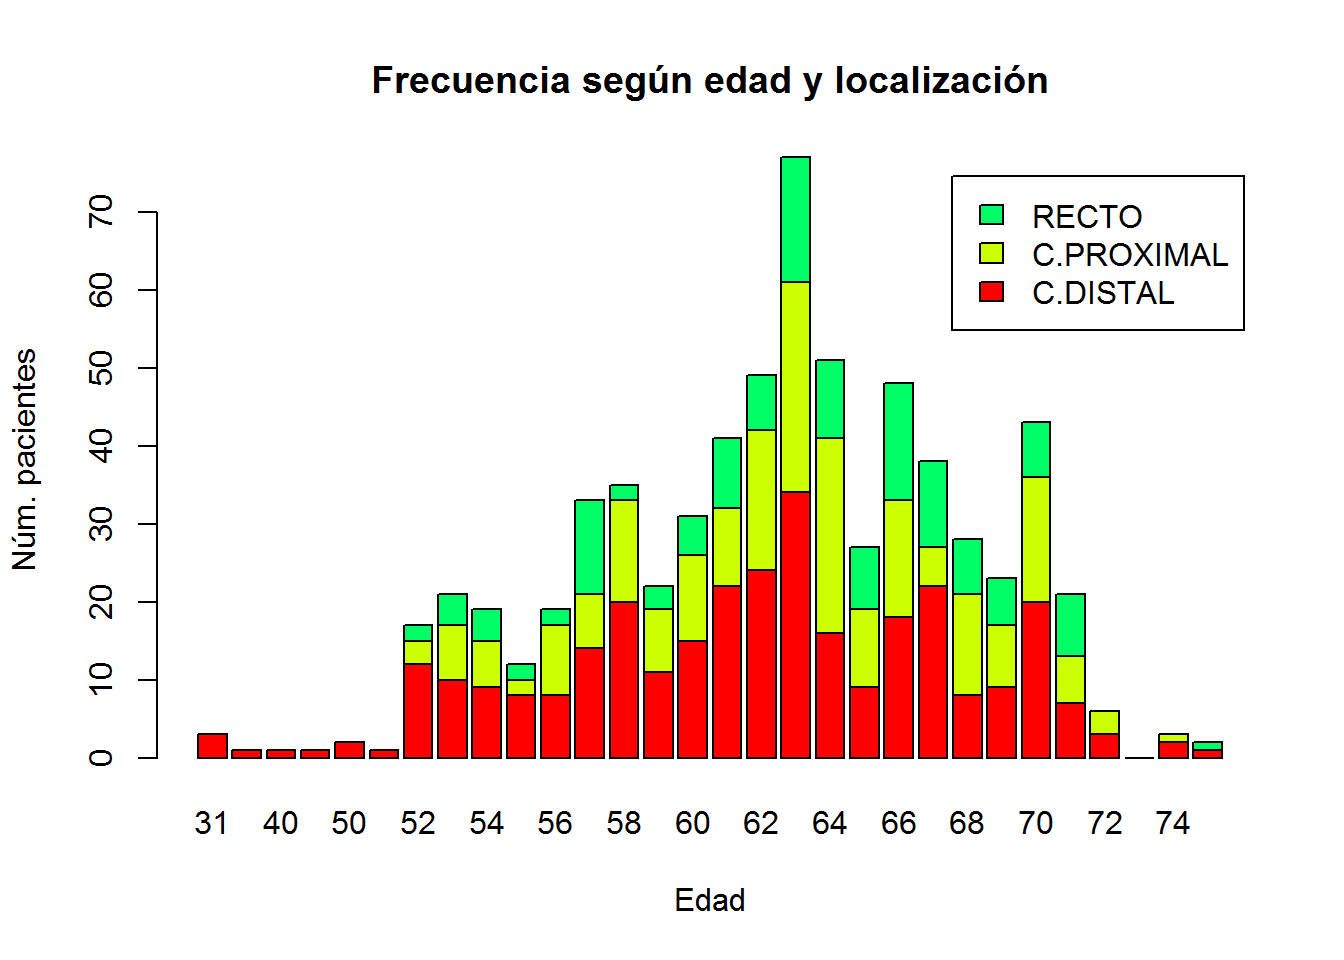 Frecuencia según edad y localización
RECTO
C.PROXIMAL
C.DISTAL
Núm. pacientes
70
60
50
40
30
20
10
0
31 40 50 52 54 56 58 60 62 64 66 68 70 72 74
Edad